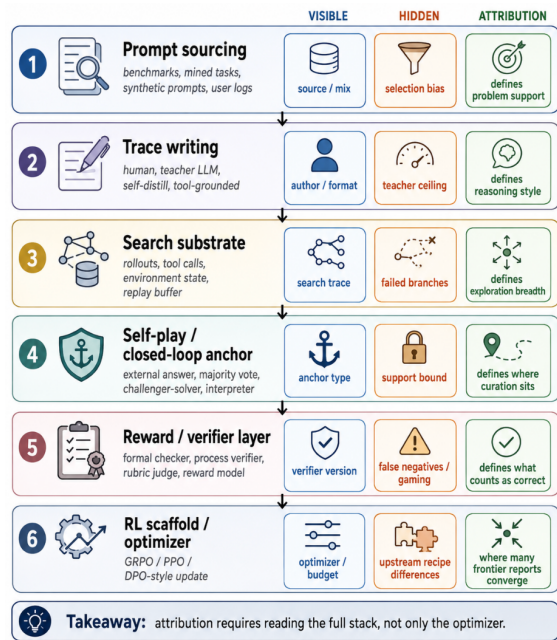 VISIBLE HIDDEN ATTRIBUTION
1
Prompt sourcing
benchmarks, mined tasks,
synthetic prompts, user logs
source / mix
selection bias
defines
problem support
2
Trace writing
human, teacher LLM,
self-distill, tool-grounded
author / format
teacher ceiling
defines
reasoning style
3
Search substrate
rollouts, tool calls,
environment state,
replay buffer
search trace
failed branches
defines
exploration breadth
4
Self-play /
closed-loop anchor
external answer, majority vote,
challenger-solver, interpreter
anchor type
support bound
defines where
curation sits
5
Reward / verifier layer
formal checker, process verifier,
rubric judge, reward model
verifier version
false negatives /
gaming
defines what
counts as correct
6
RL scaffold /
optimizer
GRPO / PPO /
DPO-style update
optimizer /
budget
upstream recipe
differences
where many
frontier reports
converge
Takeaway: attribution requires reading the full stack, not only the optimizer.